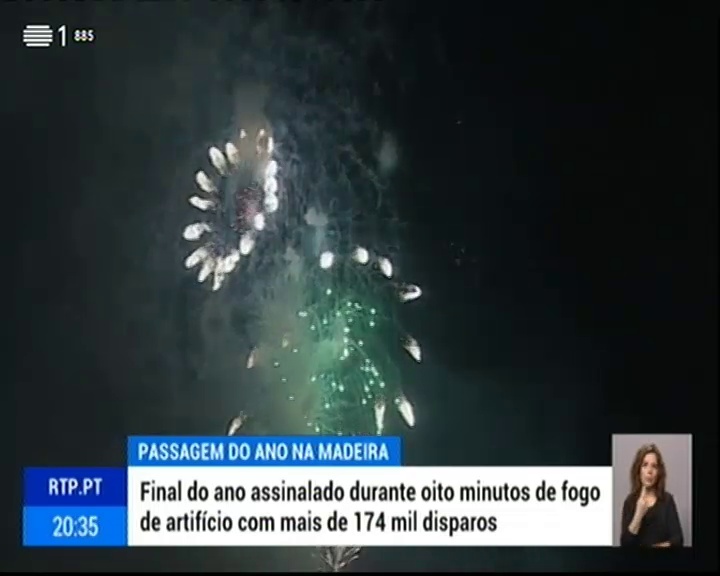 1 885
PASSAGEM DO ANO NA MADEIRA
RTP.PT
20:35
Final do ano assinalado durante oito minutos de fogo
de artifício com mais de 174 mil disparos